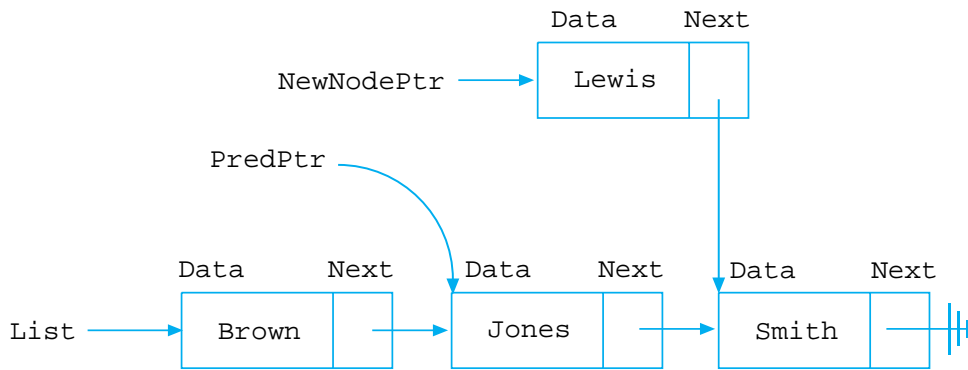 Data Next
NewNodePtr Lewis
PredPtr
Data Next Data Next Data Next
List Brown Jones Smith